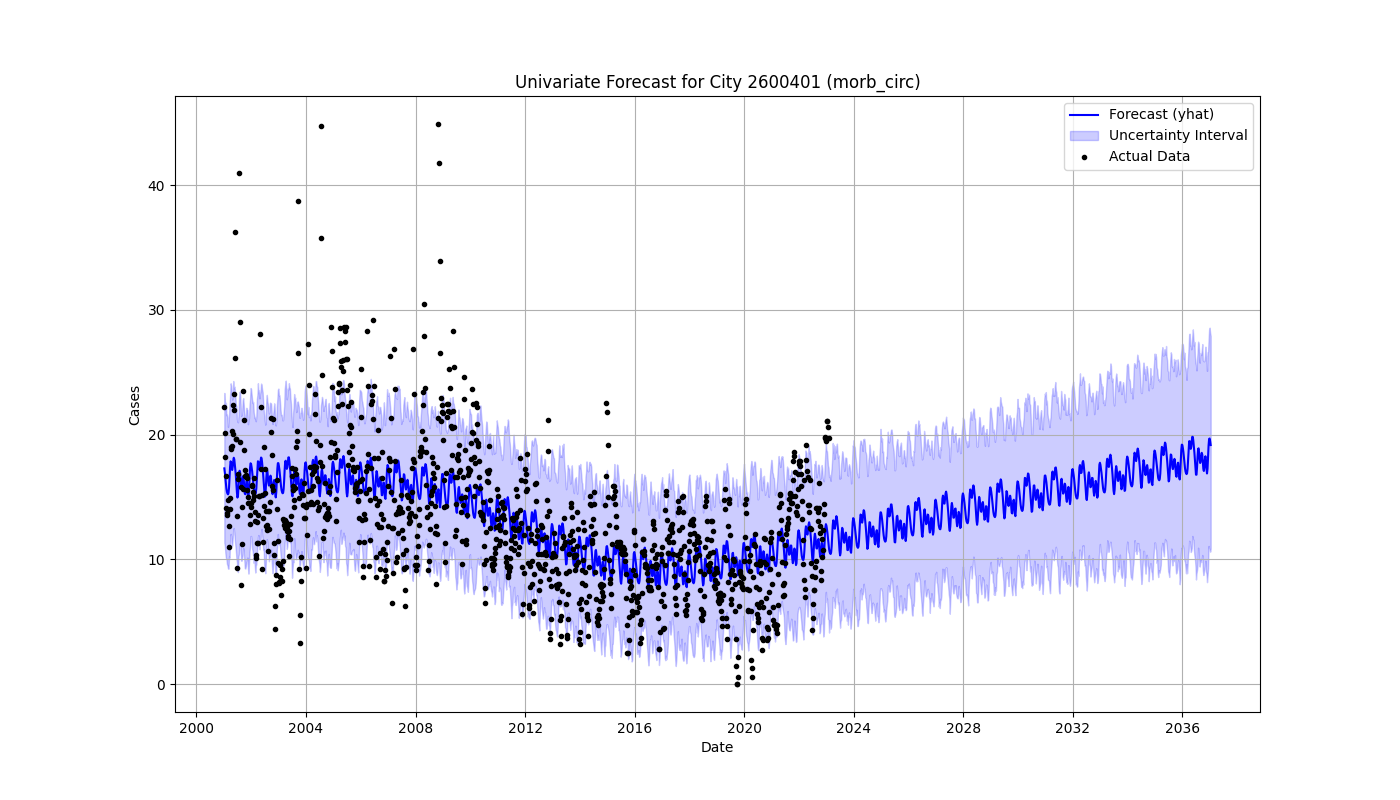 Univariate Forecast for City 2600401 (morb_circ)
Forecast (yhat)
Uncertainty Interval
Actual Data
Cases
40
30
20
10
0
2000 2004 2008 2012 2016 2020 2024 2028 2032 2036
Date